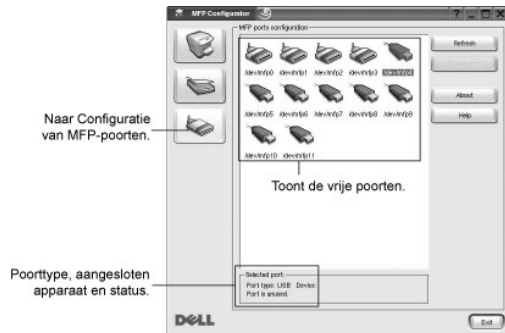 MFP Configurator
MFP ports configuration
/dev/mfp0 /dev/mfp1 /dev/mfp2 /dev/mfp3 /dev/mfp4
/dev/mfp5 /dev/mfp6 /dev/mfp7 /dev/mfp8 /dev/mfp9
/dev/mfp10 /dev/mfp11
Refresh
About
Help
Naar Configuratie
van MFP-poorten.
Toont de vrije poorten.
Poorttype, aangesloten
apparaat en status.
Selected port:
Port type: USB Device:
Port is unused.
DELL
Exit